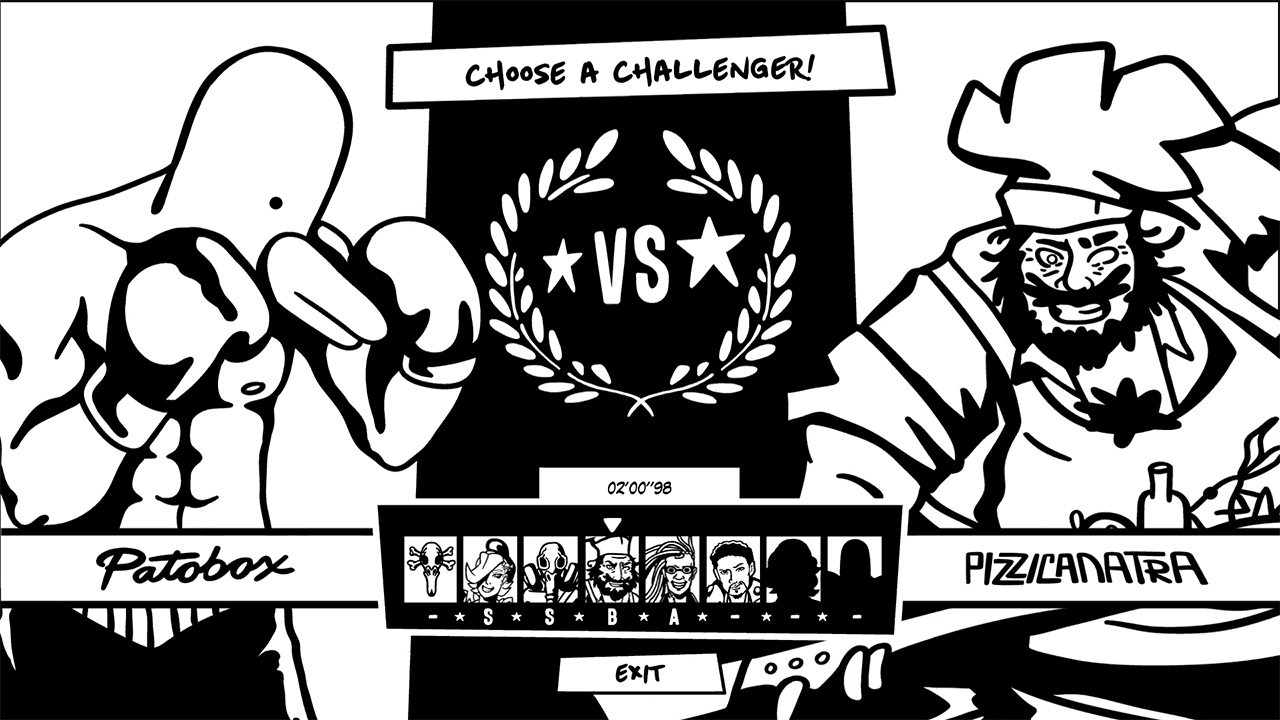 CHOOSE A CHALLENGER!
VS
02'00"98
Patobox
PIZZICANATRA
- ★ S ★ S ★ B ★ A ★ - ★ - ★ -
EXIT